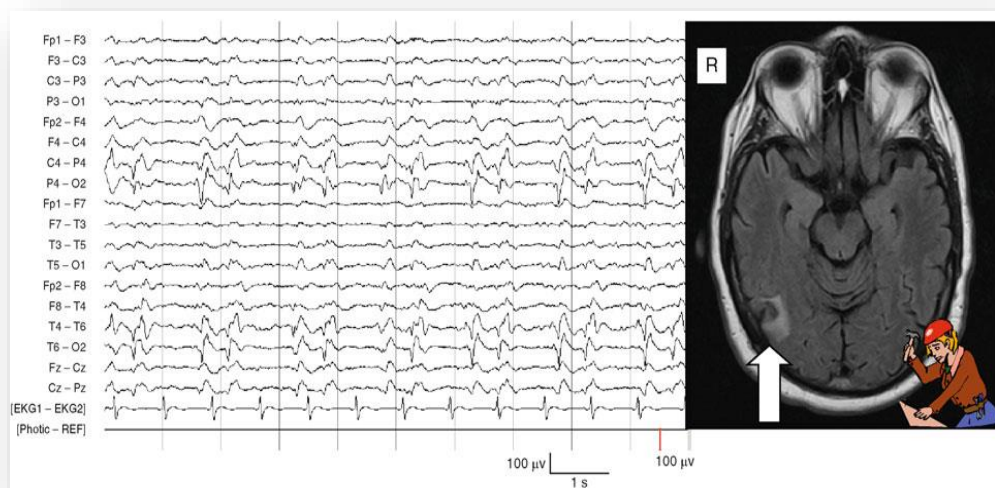 Fp1 – F3
F3 – C3
C3 – P3
P3 – O1
Fp2 – F4
F4 – C4
C4 – P4
P4 – O2
Fp1 – F7
F7 – T3
T3 – T5
T5 – O1
Fp2 – F8
F8 – T4
T4 – T6
T6 – O2
Fz – Cz
Cz – Pz
[EKG1 – EKG2]
[Photic – REF]
R
100 μv
1 s
100 μv